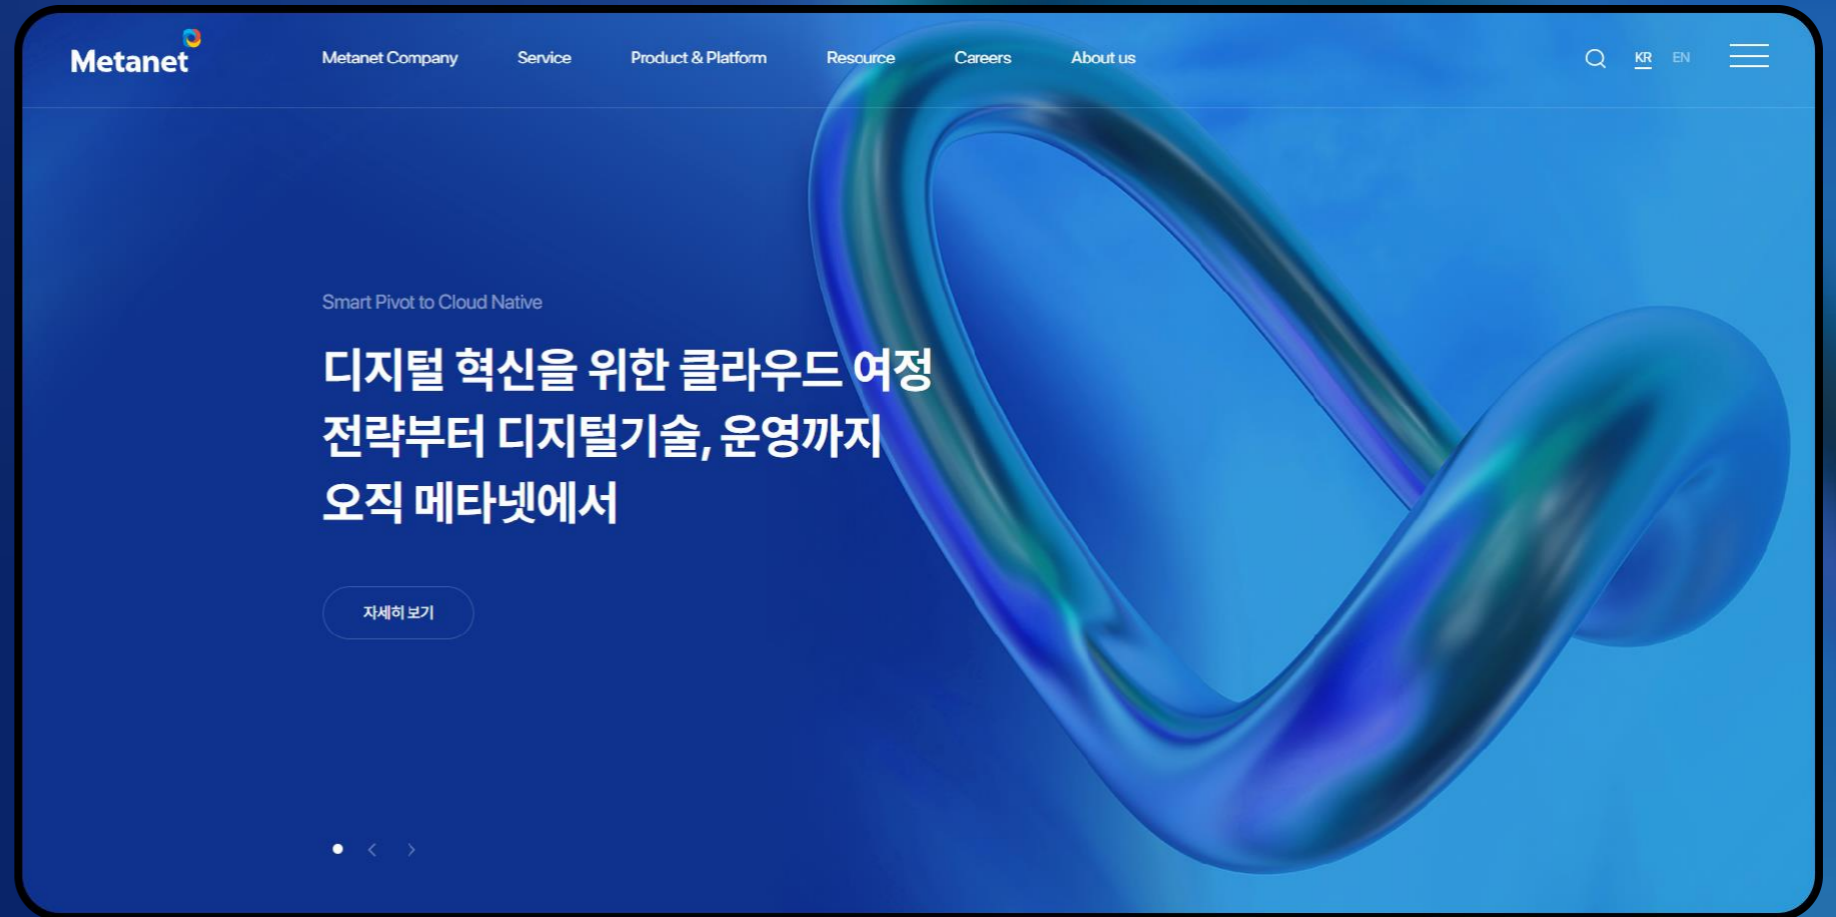 Metanet
Metanet Company Service Product & Platform Resource Careers About us KR EN
Smart Pivot to Cloud Native
디지털 혁신을 위한 클라우드 여정
전략부터 디지털기술, 운영까지
오직 메타넷에서
자세히 보기